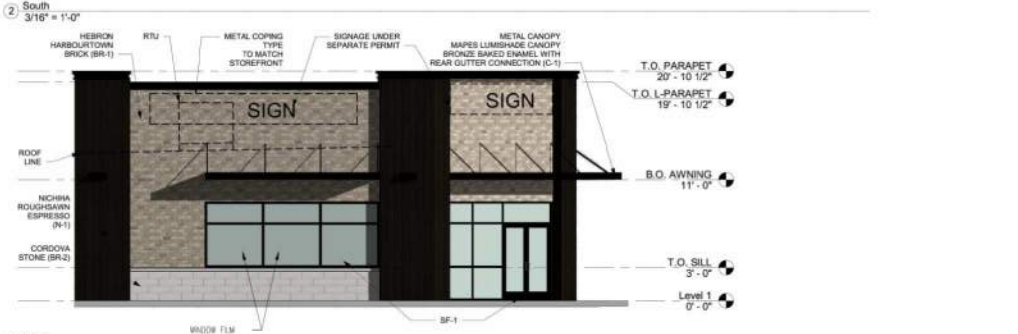 2 South
3/16" = 1'-0"
HEBRON
HARBOURTOWN
BRICK (BR-1)
RTU
METAL COPING
TYPE
TO MATCH
STOREFRONT
SIGNAGE UNDER
SEPARATE PERMIT
METAL CANOPY
MAPES LUMISHADE CANOPY
BRONZE BAKED ENAMEL WITH
REAR GUTTER CONNECTION (C-1)
T.O. PARAPET
20' - 10 1/2"
T.O. L-PARAPET
19' - 10 1/2"
SIGN
SIGN
ROOF
LINE
B.O. AWNING
11' - 0"
NICHIHA
ROUGHSAWN
ESPRESSO
(N-1)
CORDOVA
STONE (BR-2)
T.O. SILL
3' - 0"
Level 1
0' - 0"
SF-1
WINDOW FILM